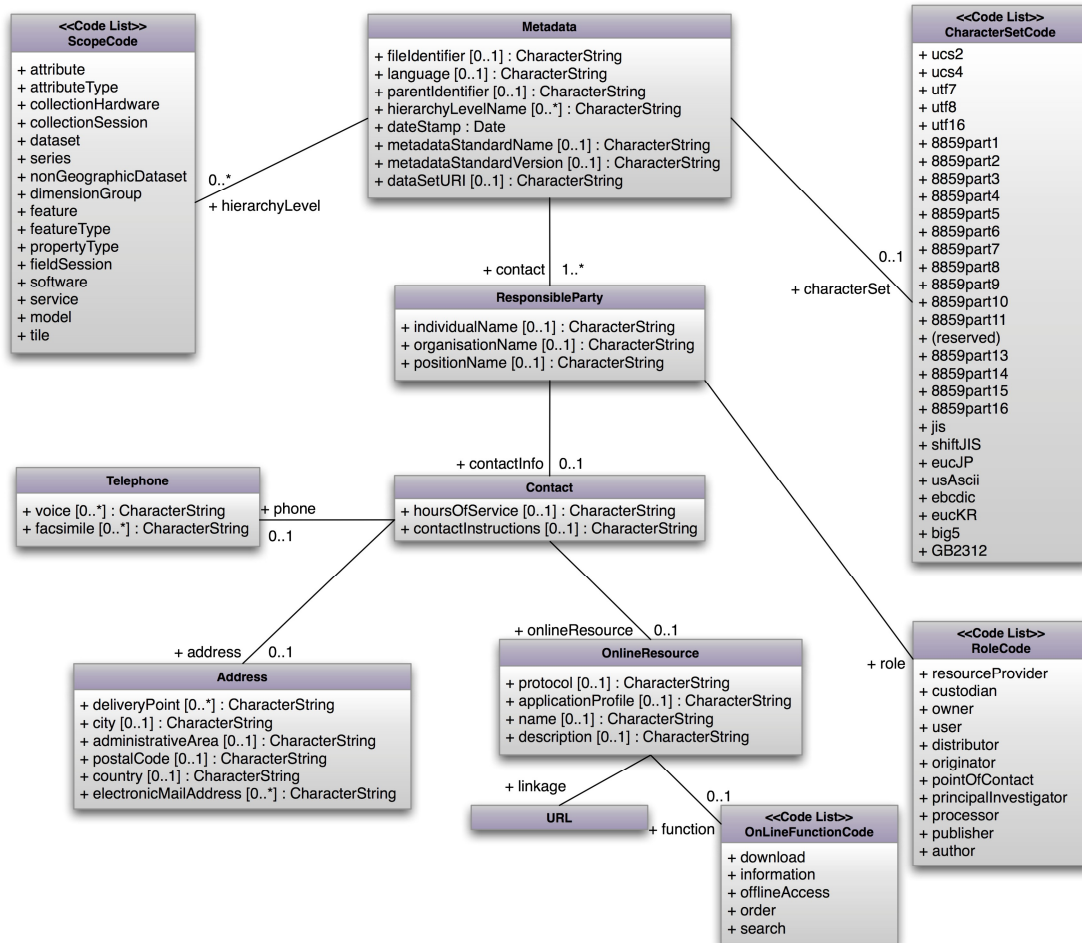 <<Code List>>
ScopeCode
+ attribute
+ attributeType
+ collectionHardware
+ collectionSession
+ dataset
+ series
+ nonGeographicDataset
+ dimensionGroup
+ feature
+ featureType
+ propertyType
+ fieldSession
+ software
+ service
+ model
+ tile
0..*
+ hierarchyLevel
Metadata
+ fileIdentifier [0..1] : CharacterString
+ language [0..1] : CharacterString
+ parentIdentifier [0..1] : CharacterString
+ hierarchyLevelName [0..*] : CharacterString
+ dateStamp : Date
+ metadataStandardName [0..1] : CharacterString
+ metadataStandardVersion [0..1] : CharacterString
+ dataSetURI [0..1] : CharacterString
<<Code List>>
CharacterSetCode
+ ucs2
+ ucs4
+ utf7
+ utf8
+ utf16
+ 8859part1
+ 8859part2
+ 8859part3
+ 8859part4
+ 8859part5
+ 8859part6
+ 8859part7
+ 8859part8
+ 8859part9
+ 8859part10
+ 8859part11
+ (reserved)
+ 8859part13
+ 8859part14
+ 8859part15
+ 8859part16
+ jis
+ shiftJIS
+ eucJP
+ usAscii
+ ebcdic
+ eucKR
+ big5
+ GB2312
0..1
+ characterSet
+ contact 1..*
ResponsibleParty
+ individualName [0..1] : CharacterString
+ organisationName [0..1] : CharacterString
+ positionName [0..1] : CharacterString
+ contactInfo 0..1
Telephone
+ voice [0..*] : CharacterString
+ facsimile [0..*] : CharacterString
+ phone
0..1
Contact
+ hoursOfService [0..1] : CharacterString
+ contactInstructions [0..1] : CharacterString
+ address 0..1
Address
+ deliveryPoint [0..*] : CharacterString
+ city [0..1] : CharacterString
+ administrativeArea [0..1] : CharacterString
+ postalCode [0..1] : CharacterString
+ country [0..1] : CharacterString
+ electronicMailAddress [0..*] : CharacterString
+ onlineResource 0..1
OnlineResource
+ protocol [0..1] : CharacterString
+ applicationProfile [0..1] : CharacterString
+ name [0..1] : CharacterString
+ description [0..1] : CharacterString
+ linkage
URL
0..1
+ function
<<Code List>>
OnLineFunctionCode
+ download
+ information
+ offlineAccess
+ order
+ search
+ role
<<Code List>>
RoleCode
+ resourceProvider
+ custodian
+ owner
+ user
+ distributor
+ originator
+ pointOfContact
+ principalInvestigator
+ processor
+ publisher
+ author